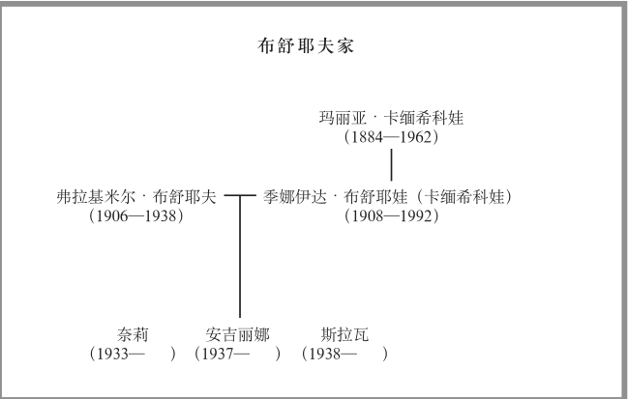 布舒耶夫家
玛丽亚·卡缅希科娃
（1884—1962）
弗拉基米尔·布舒耶夫 季娜伊达·布舒耶娃（卡缅希科娃）
（1906—1938） （1908—1992）
奈莉 安吉丽娜 斯拉瓦
（1933— ）（1937— ）（1938— ）